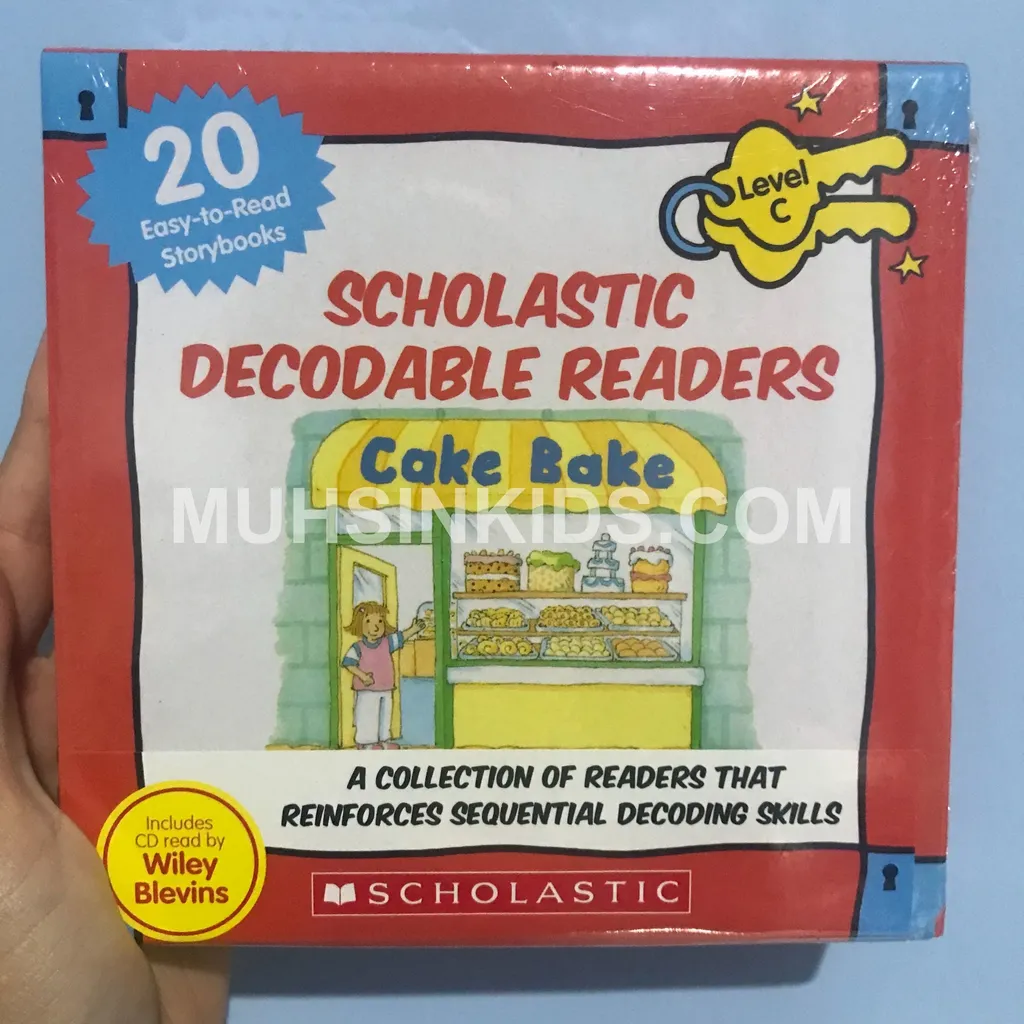 20
Easy-to-Read
Storybooks
Level
C
SCHOLASTIC
DECODABLE READERS
Cake Bake
MUHSINKIDS.COM
A COLLECTION OF READERS THAT
REINFORCES SEQUENTIAL DECODING SKILLS
Includes
CD read by
Wiley
Blevins
SCHOLASTIC